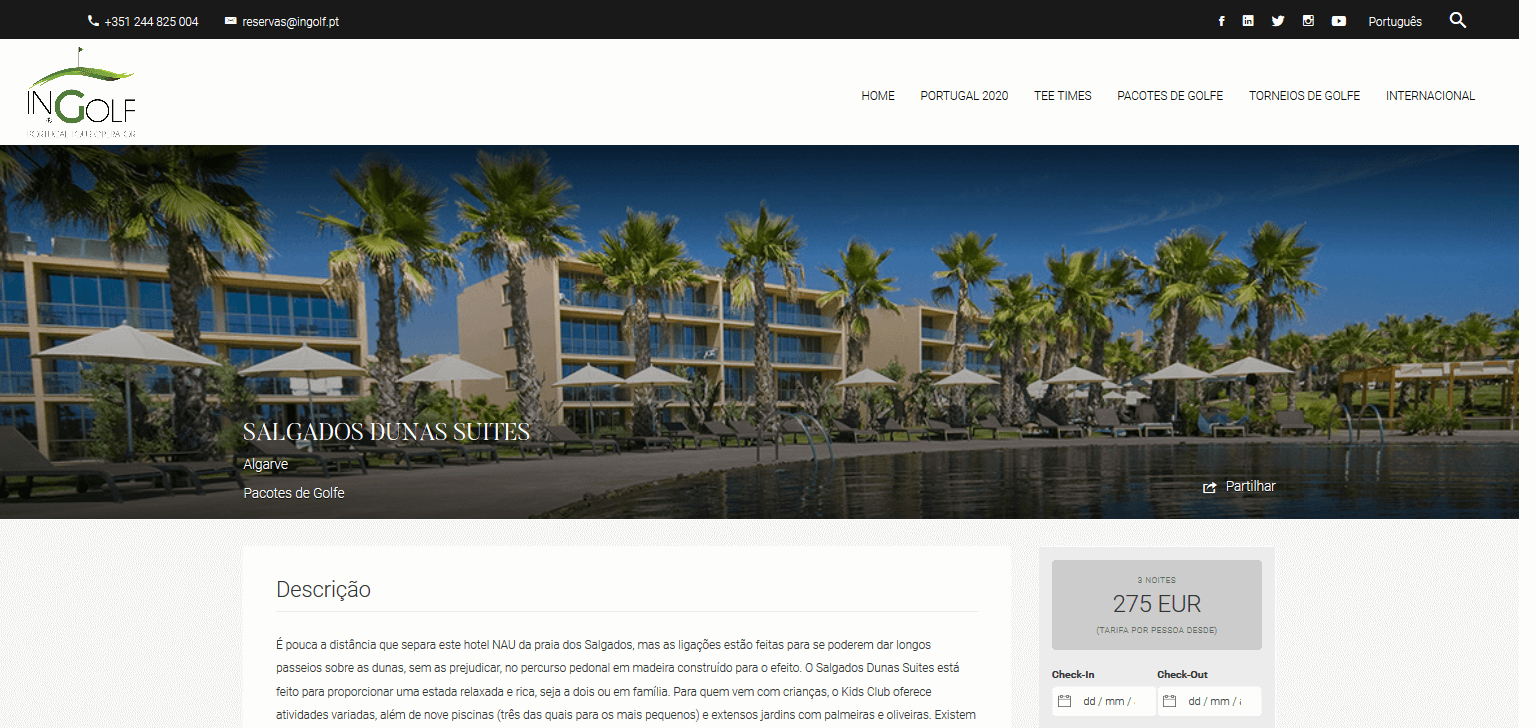 +351 244 825 004
reservas@ingolf.pt
Português
INGOLF
PORTUGAL TOUR OPERATOR
HOME
PORTUGAL 2020
TEE TIMES
PACOTES DE GOLFE
TORNEIOS DE GOLFE
INTERNACIONAL
SALGADOS DUNAS SUITES
Algarve
Pacotes de Golfe
Partilhar
Descrição
É pouca a distância que separa este hotel NAU da praia dos Salgados, mas as ligações estão feitas para se poderem dar longos
passeios sobre as dunas, sem as prejudicar, no percurso pedonal em madeira construído para o efeito. O Salgados Dunas Suites está
feito para proporcionar uma estada relaxada e rica, seja a dois ou em família. Para quem vem com crianças, o Kids Club oferece
atividades variadas, além de nove piscinas (três das quais para os mais pequenos) e extensos jardins com palmeiras e oliveiras. Existem
3 NOITES
275 EUR
(TARIFA POR PESSOA DESDE)
Check-In
Check-Out
dd / mm /
dd / mm /